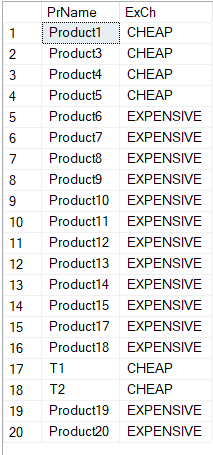 PrName ExCh
1 Product1 CHEAP
2 Product3 CHEAP
3 Product4 CHEAP
4 Product5 CHEAP
5 Product6 EXPENSIVE
6 Product7 EXPENSIVE
7 Product8 EXPENSIVE
8 Product9 EXPENSIVE
9 Product10 EXPENSIVE
10 Product11 EXPENSIVE
11 Product12 EXPENSIVE
12 Product13 EXPENSIVE
13 Product14 EXPENSIVE
14 Product15 EXPENSIVE
15 Product17 EXPENSIVE
16 Product18 EXPENSIVE
17 T1 CHEAP
18 T2 CHEAP
19 Product19 EXPENSIVE
20 Product20 EXPENSIVE